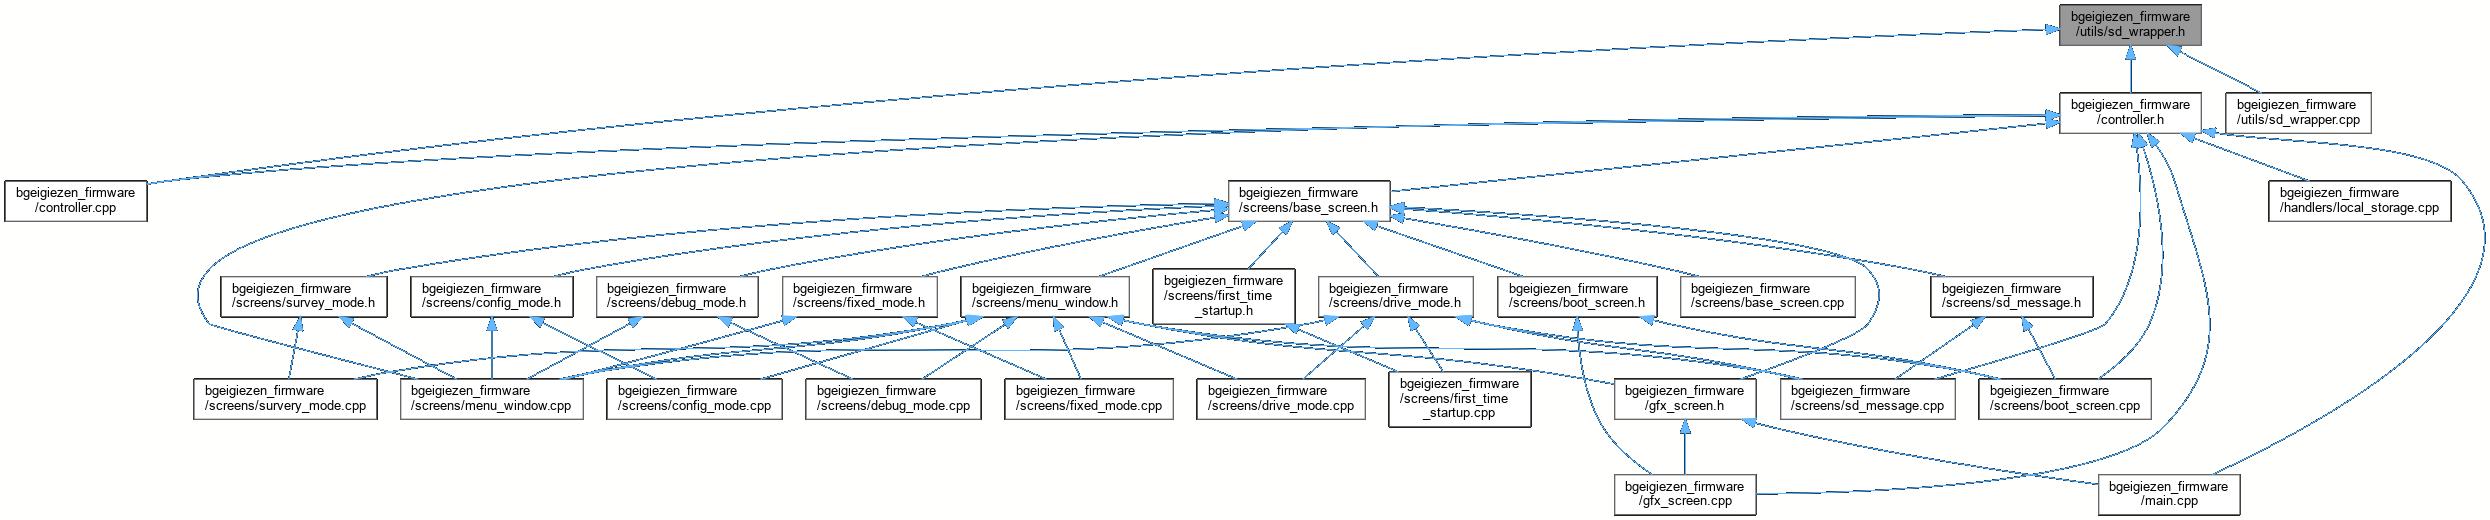 bgeigiezen_firmware
/utils/sd_wrapper.h
bgeigiezen_firmware
/controller.h
bgeigiezen_firmware
/utils/sd_wrapper.cpp
bgeigiezen_firmware
/controller.cpp
bgeigiezen_firmware
/screens/base_screen.h
bgeigiezen_firmware
/handlers/local_storage.cpp
bgeigiezen_firmware
/screens/survey_mode.h
bgeigiezen_firmware
/screens/config_mode.h
bgeigiezen_firmware
/screens/debug_mode.h
bgeigiezen_firmware
/screens/fixed_mode.h
bgeigiezen_firmware
/screens/menu_window.h
bgeigiezen_firmware
/screens/first_time
_startup.h
bgeigiezen_firmware
/screens/drive_mode.h
bgeigiezen_firmware
/screens/boot_screen.h
bgeigiezen_firmware
/screens/base_screen.cpp
bgeigiezen_firmware
/screens/sd_message.h
bgeigiezen_firmware
/screens/survery_mode.cpp
bgeigiezen_firmware
/screens/menu_window.cpp
bgeigiezen_firmware
/screens/config_mode.cpp
bgeigiezen_firmware
/screens/debug_mode.cpp
bgeigiezen_firmware
/screens/fixed_mode.cpp
bgeigiezen_firmware
/screens/drive_mode.cpp
bgeigiezen_firmware
/screens/first_time
_startup.cpp
bgeigiezen_firmware
/gfx_screen.h
bgeigiezen_firmware
/screens/sd_message.cpp
bgeigiezen_firmware
/screens/boot_screen.cpp
bgeigiezen_firmware
/gfx_screen.cpp
bgeigiezen_firmware
/main.cpp